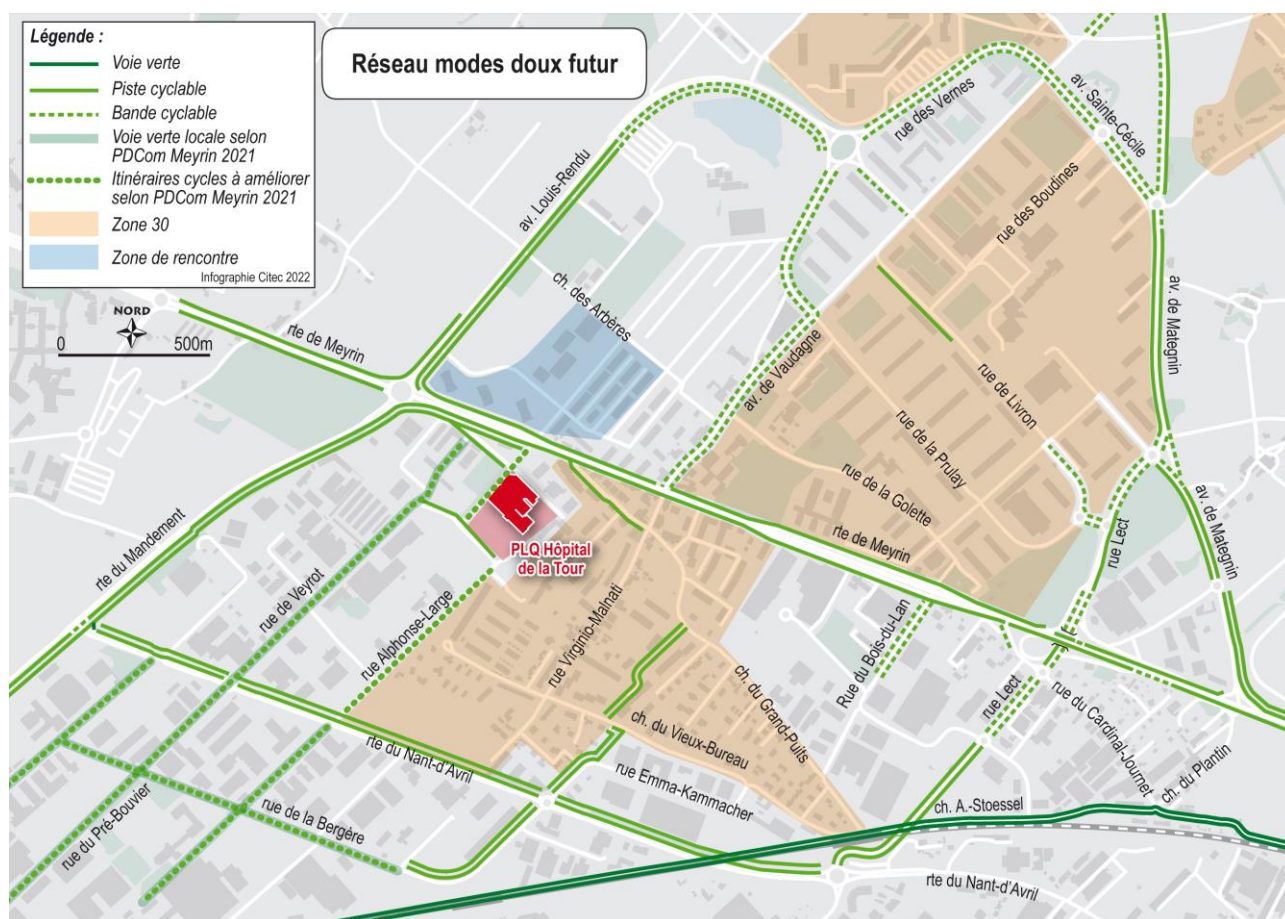 Légende :
Voie verte
Piste cyclable
Bande cyclable
Voie verte locale selon
PDCom Meyrin 2021
Itinéraires cycles à améliorer
selon PDCom Meyrin 2021
Zone 30
Zone de rencontre
Infographie Citec 2022
Réseau modes doux futur
NORD
0 500m
rte de Meyrin
av. Louis-Rendu
rue des Vernes
av. Sainte-Cécile
rue des Boudines
ch. des Arbères
av. de Vaudagne
av. de Mategnin
rue de Livron
rue de la Prulay
rue de la Golette
rte de Meyrin
rue Lect
av. de Mategnin
PLQ Hôpital
de la Tour
rte du Mandement
rue de Veyrot
rue Alphonse-Large
rue Virginio-Malnati
Rue du Bois-du-Lan
ch. du Grand-Puits
rue Lect
rue du Cardinal-Journet
ch. du Plantin
ch. du Vieux-Bureau
rte du Nant-d'Avril
rue Emma-Kammacher
ch. A.-Stoessel
rue de la Bergère
rue du Pré-Bouvier
rte du Nant-d'Avril